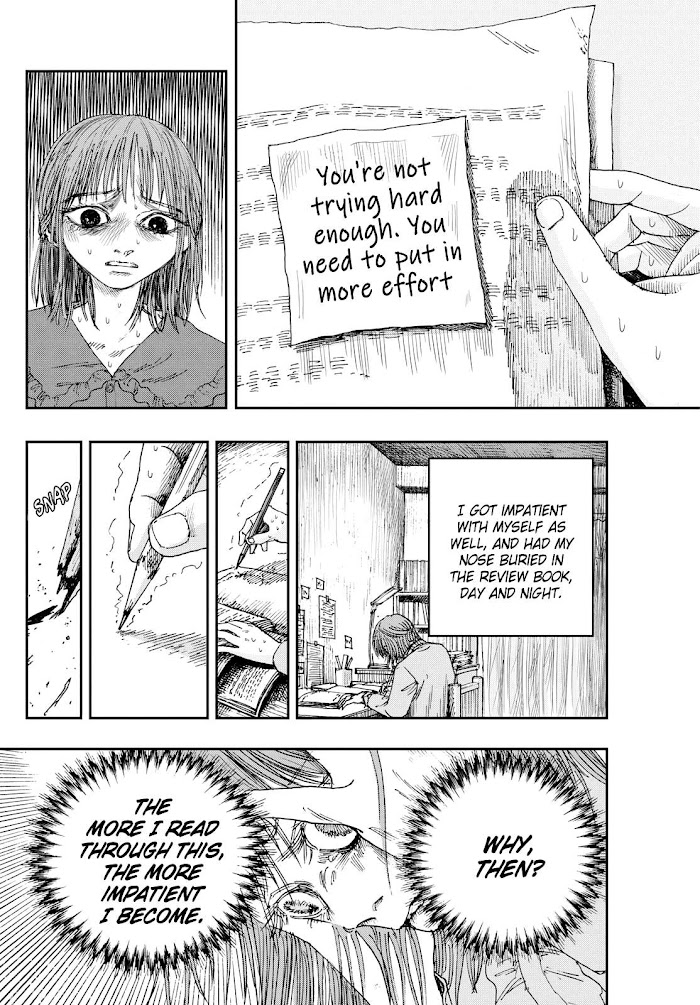 You're not
trying hard
enough. You
need to put in
more effort
I GOT IMPATIENT
WITH MYSELF AS
WELL, AND HAD MY
NOSE BURIED IN
THE REVIEW BOOK,
DAY AND NIGHT.
SNAP
WHY,
THEN?
THE
MORE I READ
THROUGH THIS,
THE MORE
IMPATIENT
I BECOME.